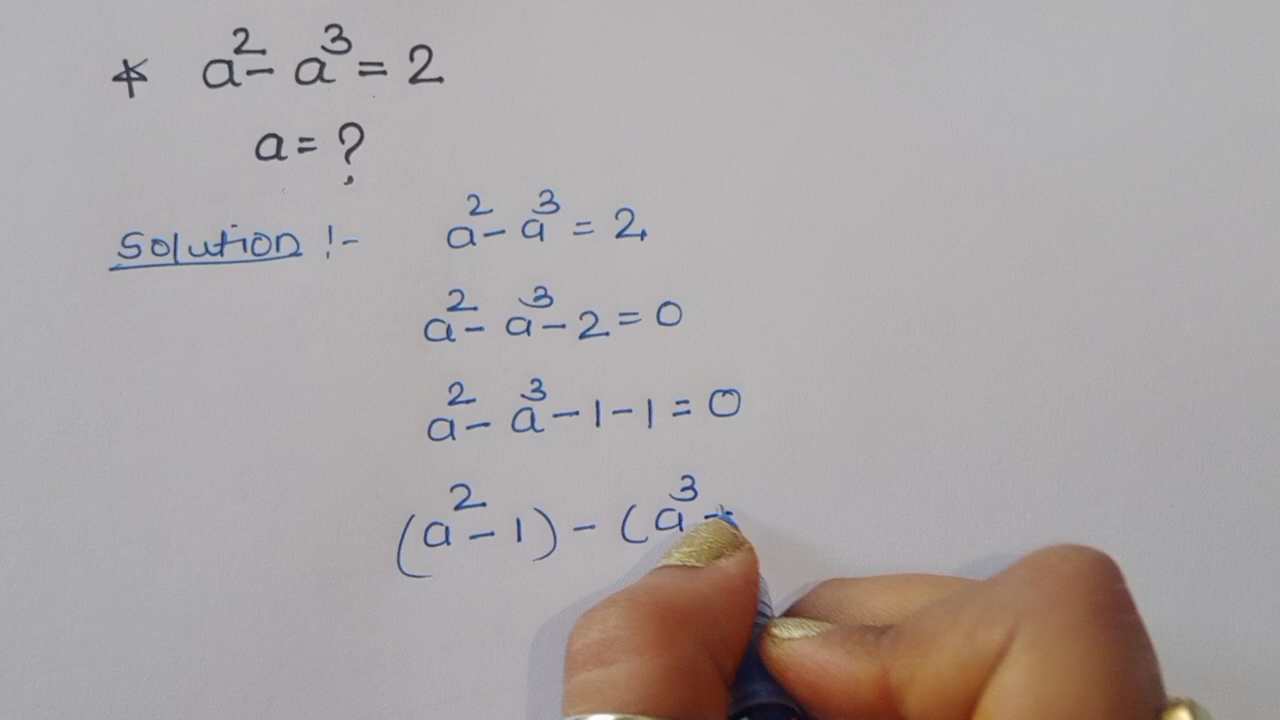 * a² - a³ = 2
a = ?
Solution :- a² - a³ = 2
a² - a³ - 2 = 0
a² - a³ - 1 - 1 = 0
(a² - 1) - (a³